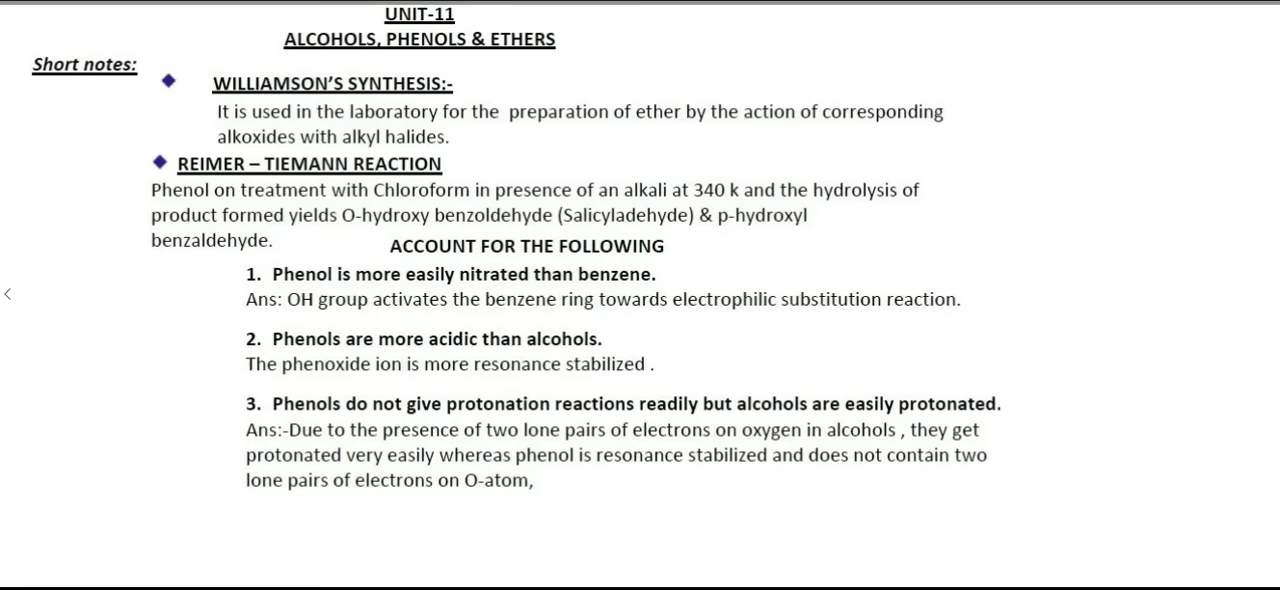 UNIT-11
ALCOHOLS, PHENOLS & ETHERS
Short notes:
WILLIAMSON'S SYNTHESIS:-
It is used in the laboratory for the preparation of ether by the action of corresponding
alkoxides with alkyl halides.
REIMER – TIEMANN REACTION
Phenol on treatment with Chloroform in presence of an alkali at 340 k and the hydrolysis of
product formed yields O-hydroxy benzoldehyde (Salicyladehyde) & p-hydroxyl
benzaldehyde.
ACCOUNT FOR THE FOLLOWING
1. Phenol is more easily nitrated than benzene.
Ans: OH group activates the benzene ring towards electrophilic substitution reaction.
2. Phenols are more acidic than alcohols.
The phenoxide ion is more resonance stabilized .
3. Phenols do not give protonation reactions readily but alcohols are easily protonated.
Ans:-Due to the presence of two lone pairs of electrons on oxygen in alcohols , they get
protonated very easily whereas phenol is resonance stabilized and does not contain two
lone pairs of electrons on O-atom,